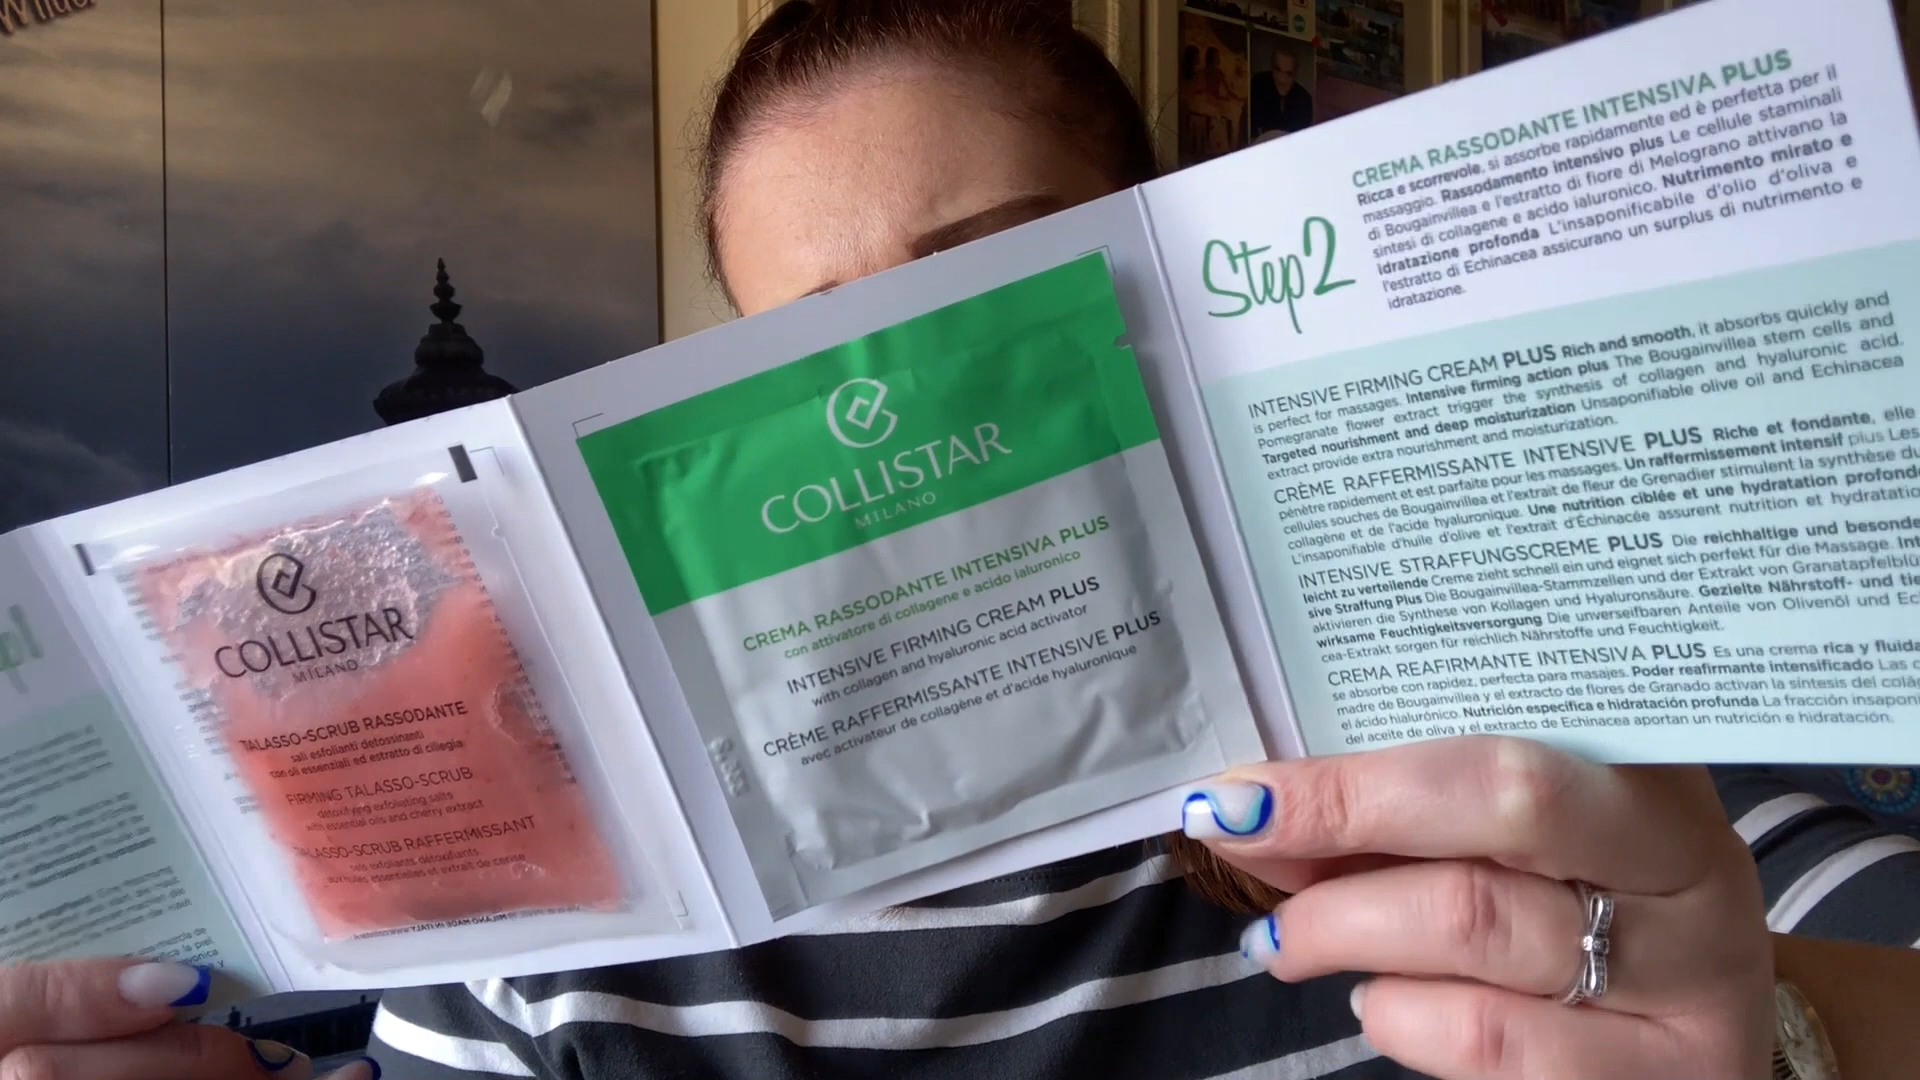 COLLISTAR
MILANO
TALASSO-SCRUB RASSODANTE
sali esfolianti detossinanti
con oli essenziali ed estratto di ciliegia
FIRMING TALASSO-SCRUB
detoxifying exfoliating salts
with essential oils and cherry extract
TALASSO-SCRUB RAFFERMISSANT
sels exfoliants détoxifiants
aux huiles essentielles et extrait de cerise
COLLISTAR
MILANO
CREMA RASSODANTE INTENSIVA PLUS
con attivatore di collagene e acido ialuronico
INTENSIVE FIRMING CREAM PLUS
with collagen and hyaluronic acid activator
CRÈME RAFFERMISSANTE INTENSIVE PLUS
avec activateur de collagène et d'acide hyaluronique
Step2
CREMA RASSODANTE INTENSIVA PLUS
Ricca e scorrevole, si assorbe rapidamente ed è perfetta per il
massaggio. Rassodamento intensivo plus Le cellule staminali
di Bougainvillea e l'estratto di fiore di Melograno attivano la
sintesi di collagene e acido ialuronico. Nutrimento mirato e
idratazione profonda L'insaponificabile d'olio d'oliva e
l'estratto di Echinacea assicurano un surplus di nutrimento e
idratazione.
INTENSIVE FIRMING CREAM PLUS Rich and smooth, it absorbs quickly and
is perfect for massages. Intensive firming action plus The Bougainvillea stem cells and
Pomegranate flower extract trigger the synthesis of collagen and hyaluronic acid.
Targeted nourishment and deep moisturization Unsaponifiable olive oil and Echinacea
extract provide extra nourishment and moisturization.
CRÈME RAFFERMISSANTE INTENSIVE PLUS Riche et fondante, elle
pénètre rapidement et est parfaite pour les massages. Un raffermissement intensif plus Les
cellules souches de Bougainvillea et l'extrait de fleur de Grenadier stimulent la synthèse du
collagène et de l'acide hyaluronique. Une nutrition ciblée et une hydratation profonde
L'insaponifiable d'huile d'olive et l'extrait d'Échinacée assurent nutrition et hydratation
INTENSIVE STRAFFUNGSCREME PLUS Die reichhaltige und besonde
leicht zu verteilende Creme zieht schnell ein und eignet sich perfekt für die Massage. Int
sive Straffung Plus Die Bougainvillea-Stammzellen und der Extrakt von Granatapfelblü
aktivieren die Synthese von Kollagen und Hyaluronsäure. Gezielte Nährstoff- und tie
wirksame Feuchtigkeitsversorgung Die unverseifbaren Anteile von Olivenöl und Ec
cea-Extrakt sorgen für reichlich Nährstoffe und Feuchtigkeit.
CREMA REAFIRMANTE INTENSIVA PLUS Es una crema rica y fluida
se absorbe con rapidez, perfecta para masajes. Poder reafirmante intensificado Las c
madre de Bougainvillea y el extracto de flores de Granado activan la síntesis del colá
el ácido hialurónico. Nutrición específica e hidratación profunda La fracción insaponi
del aceite de oliva y el extracto de Echinacea aportan un nutrición e hidratación.